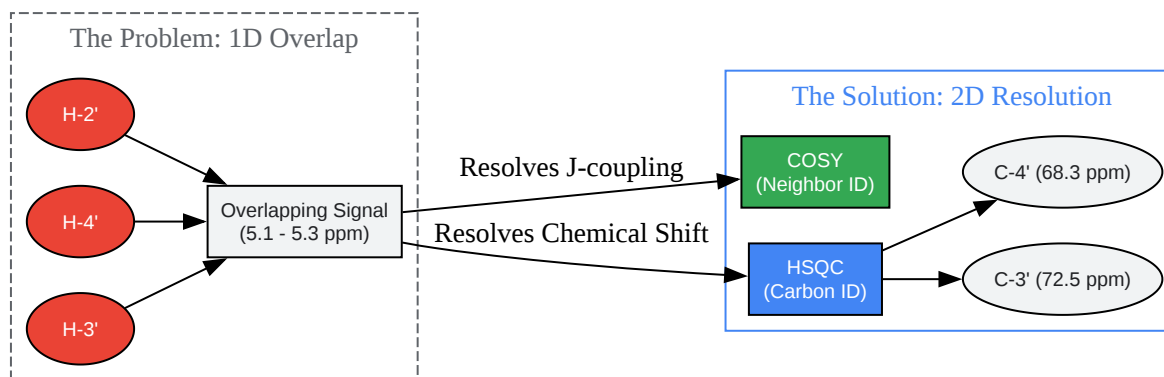 The Problem: 1D Overlap
H-2'
H-4'
H-3'
Overlapping Signal
(5.1 - 5.3 ppm)
Resolves J-coupling
Resolves Chemical Shift
The Solution: 2D Resolution
COSY
(Neighbor ID)
HSQC
(Carbon ID)
C-4' (68.3 ppm)
C-3' (72.5 ppm)